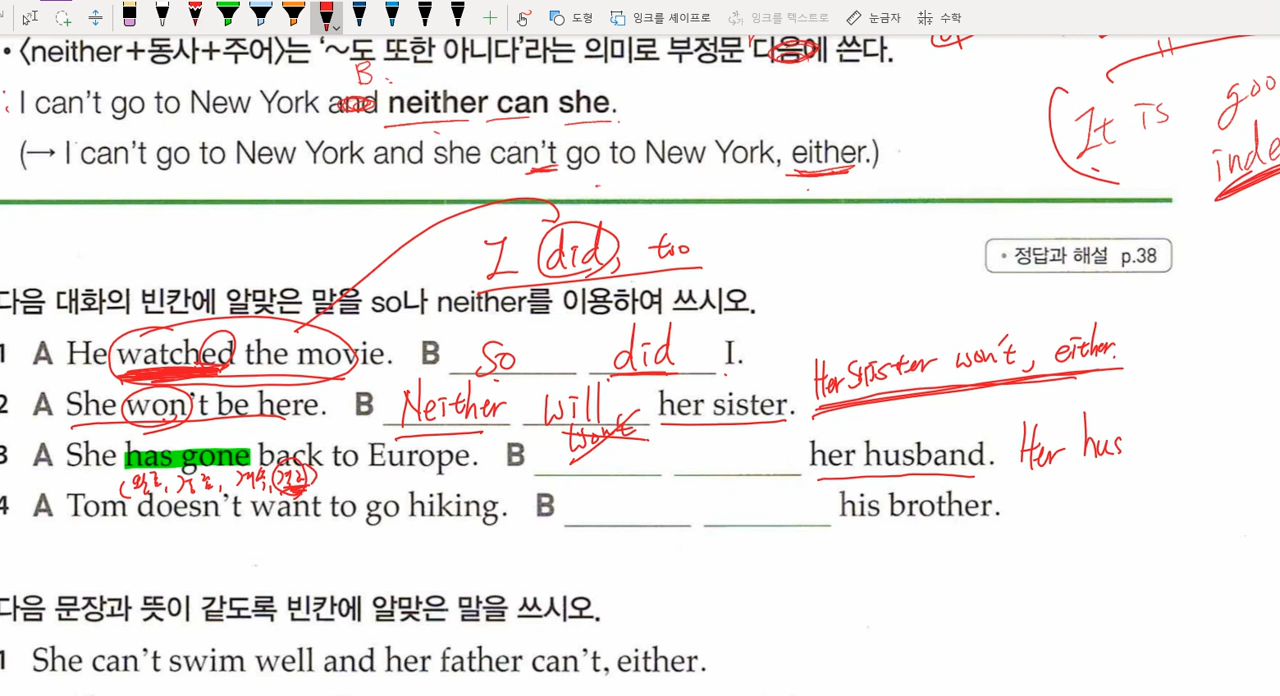 도형 잉크를 셰이프로 잉크를 텍스트로 눈금자 수학
• ⟨neither+동사+주어⟩는 ‘~도 또한 아니다’라는 의미로 부정문 다음에 쓴다.
B
I can’t go to New York and neither can she.
(→ I can’t go to New York and she can’t go to New York, either.)
It is goo
inde
I did, too
• 정답과 해설 p.38
다음 대화의 빈칸에 알맞은 말을 so나 neither를 이용하여 쓰시오.
1 A He watched the movie. B So did I.
2 A She won’t be here. B Neither will her sister. won't, either.
3 A She has gone back to Europe. B ________ ________ her husband. Her hus
4 A Tom doesn’t want to go hiking. B ________ ________ his brother.
다음 문장과 뜻이 같도록 빈칸에 알맞은 말을 쓰시오.
1 She can’t swim well and her father can’t, either.